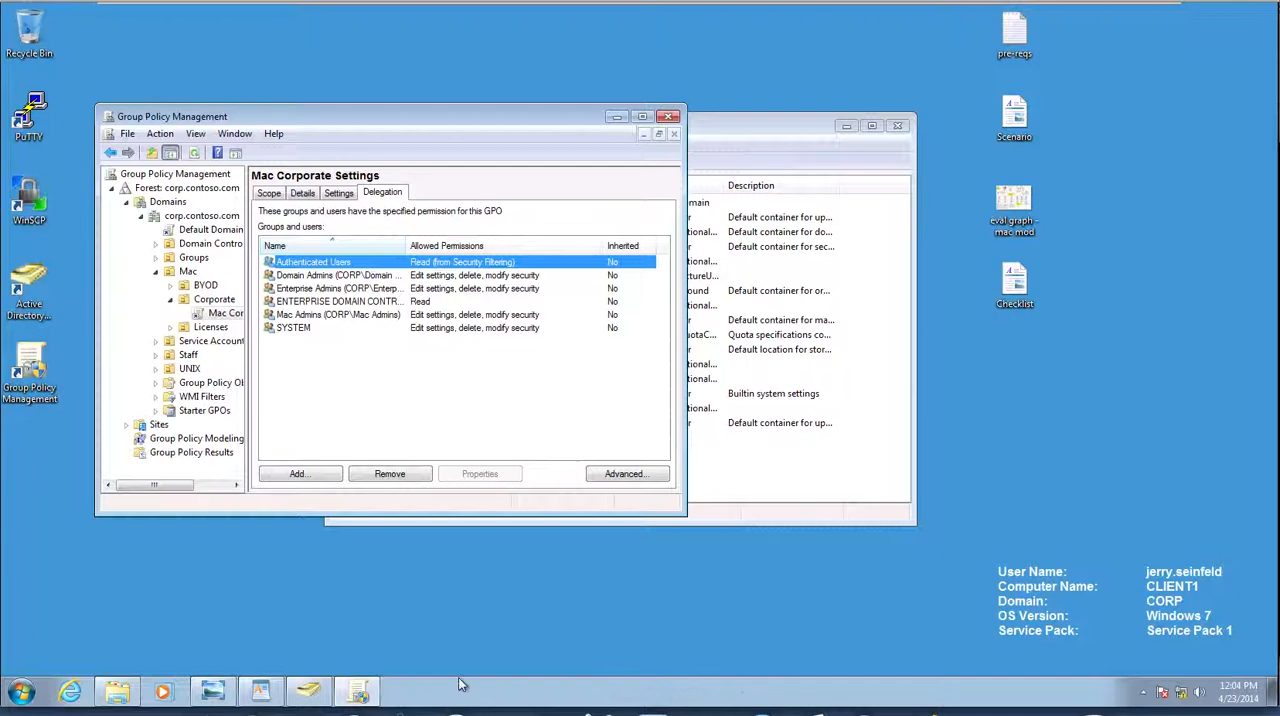 Recycle Bin
PuTTY
WinSCP
Active
Directory...
Group Policy
Management
pre-reqs
Scenario
eval graph -
mac mod
Checklist
Group Policy Management
File Action View Window Help
Group Policy Management
Forest: corp.contoso.com
Domains
corp.contoso.com
Default Domain
Domain Contro
Groups
Mac
BYOD
Corporate
Mac Cor
Licenses
Service Account
Staff
UNIX
Group Policy Ob
WMI Filters
Starter GPOs
Sites
Group Policy Modeling
Group Policy Results
Mac Corporate Settings
Scope Details Settings Delegation
These groups and users have the specified permission for this GPO
Groups and users:
Name Allowed Permissions Inherited
Authenticated Users Read (from Security Filtering) No
Domain Admins (CORP\Domain ... Edit settings, delete, modify security No
Enterprise Admins (CORP\Enterp... Edit settings, delete, modify security No
ENTERPRISE DOMAIN CONTR... Read No
Mac Admins (CORP\Mac Admins) Edit settings, delete, modify security No
SYSTEM Edit settings, delete, modify security No
Add... Remove Properties Advanced...
Description
main
r Default container for up...
tional... Default container for do...
r Default container for sec...
tional...
ctureU...
ound Default container for or...
tional...
r Default container for ma...
uotaC... Quota specifications co...
r Default location for stor...
tional...
tional...
r Builtin system settings
tional...
r Default container for up...
User Name: jerry.seinfeld
Computer Name: CLIENT1
Domain: CORP
OS Version: Windows 7
Service Pack: Service Pack 1
12:04 PM
4/23/2014